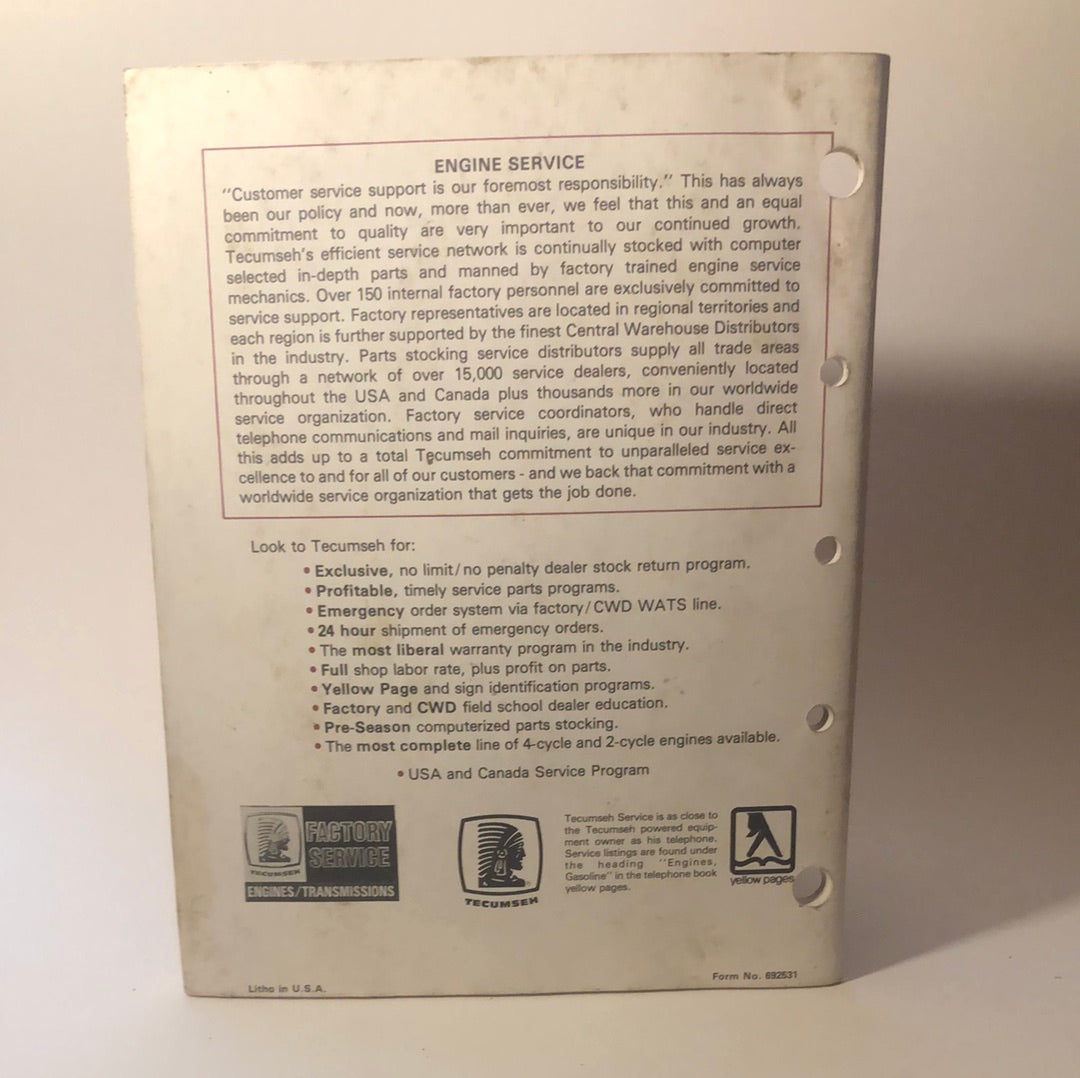 ENGINE SERVICE
"Customer service support is our foremost responsibility." This has always
been our policy and now, more than ever, we feel that this and an equal
commitment to quality are very important to our continued growth.
Tecumseh's efficient service network is continually stocked with computer
selected in-depth parts and manned by factory trained engine service
mechanics. Over 150 internal factory personnel are exclusively committed to
service support. Factory representatives are located in regional territories and
each region is further supported by the finest Central Warehouse Distributors
in the industry. Parts stocking service distributors supply all trade areas
through a network of over 15,000 service dealers, conveniently located
throughout the USA and Canada plus thousands more in our worldwide
service organization. Factory service coordinators, who handle direct
telephone communications and mail inquiries, are unique in our industry. All
this adds up to a total Tecumseh commitment to unparalleled service ex-
cellence to and for all of our customers - and we back that commitment with a
worldwide service organization that gets the job done.
Look to Tecumseh for:
• Exclusive, no limit/no penalty dealer stock return program.
• Profitable, timely service parts programs.
• Emergency order system via factory/CWD WATS line.
• 24 hour shipment of emergency orders.
• The most liberal warranty program in the industry.
• Full shop labor rate, plus profit on parts.
• Yellow Page and sign identification programs.
• Factory and CWD field school dealer education.
• Pre-Season computerized parts stocking.
• The most complete line of 4-cycle and 2-cycle engines available.
• USA and Canada Service Program
TECUMSEH
FACTORY
SERVICE
ENGINES/TRANSMISSIONS
TECUMSEH
Tecumseh Service is as close to
the Tecumseh powered equip-
ment owner as his telephone.
Service listings are found under
the heading "Engines,
Gasoline" in the telephone book
yellow pages.
yellow pages
Form No. 692531
Litho in U.S.A.